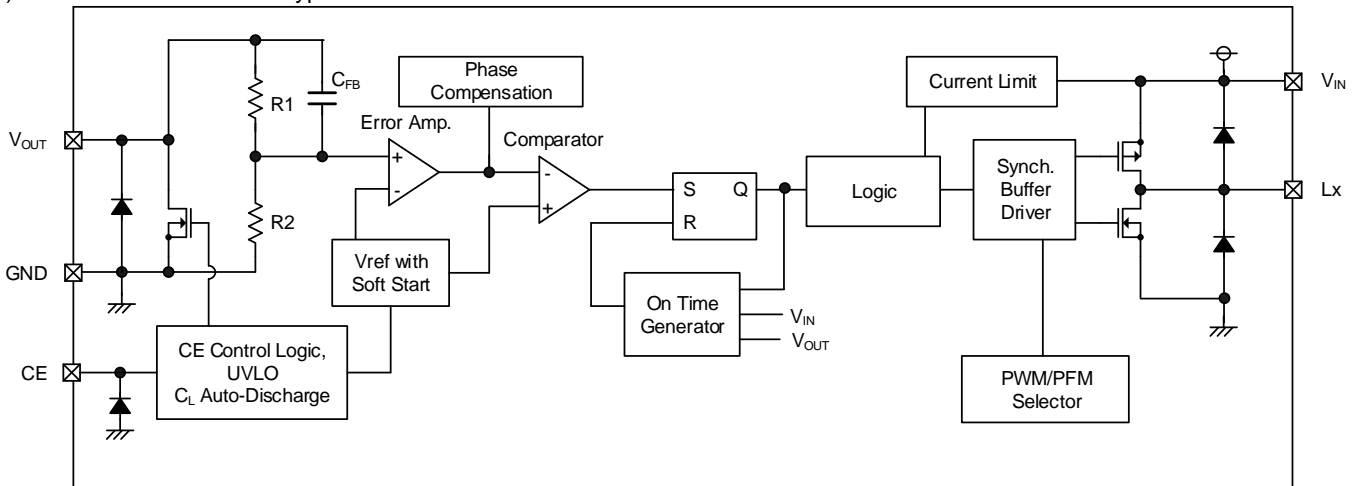 )
yp
Phase
Compensation
Current Limit
V_IN
C_FB
R1
Error Amp.
Comparator
V_OUT
+
-
-
+
S
Q
R
Logic
Synch.
Buffer
Driver
Lx
R2
Vref with
Soft Start
GND
On Time
Generator
V_IN
V_OUT
CE
CE Control Logic,
UVLO
C_L Auto-Discharge
PWM/PFM
Selector